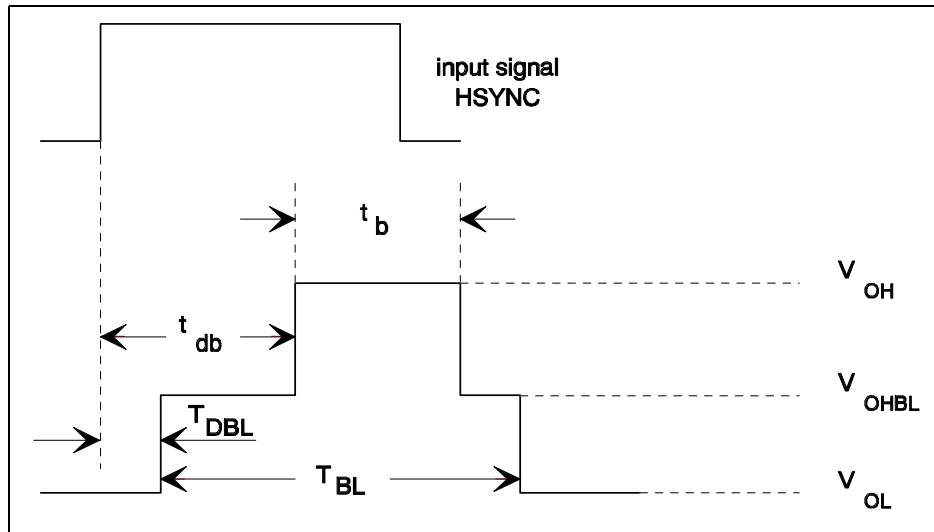 input signal
HSYNC
t b
V OH
t db
V OHBL
T DBL
T BL
V OL